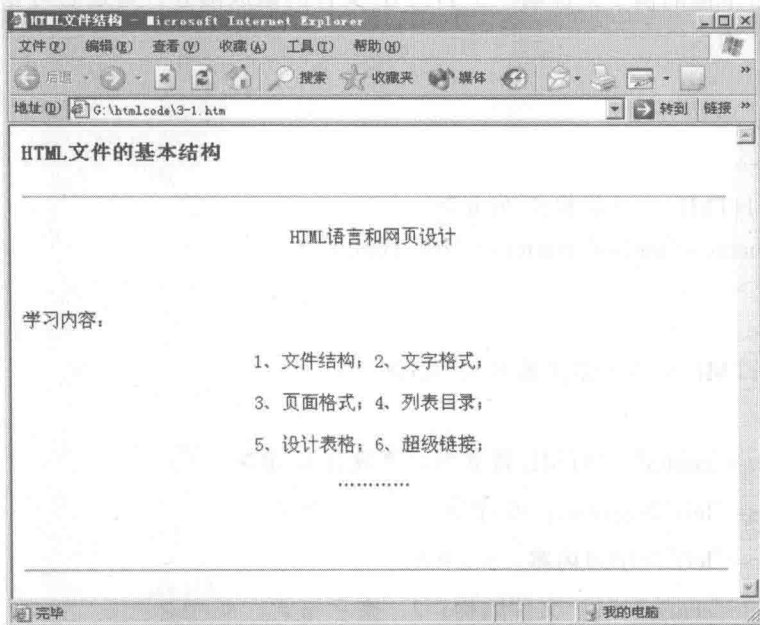 HTML文件结构 - Microsoft Internet Explorer
文件(F) 编辑(E) 查看(V) 收藏(A) 工具(T) 帮助(H)
后退 搜索 收藏夹 媒体 »
地址(D) G:\htmlcode\3-1.htm 转到 链接 »
HTML文件的基本结构
HTML语言和网页设计
学习内容:
1、文件结构; 2、文字格式;
3、页面格式; 4、列表目录;
5、设计表格; 6、超级链接;
…………
完毕 我的电脑